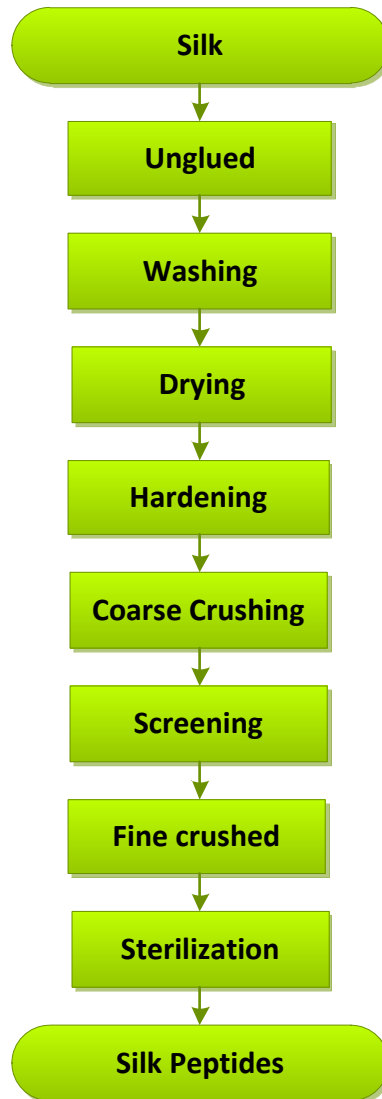 Silk
Unglued
Washing
Drying
Hardening
Coarse Crushing
Screening
Fine crushed
Sterilization
Silk Peptides